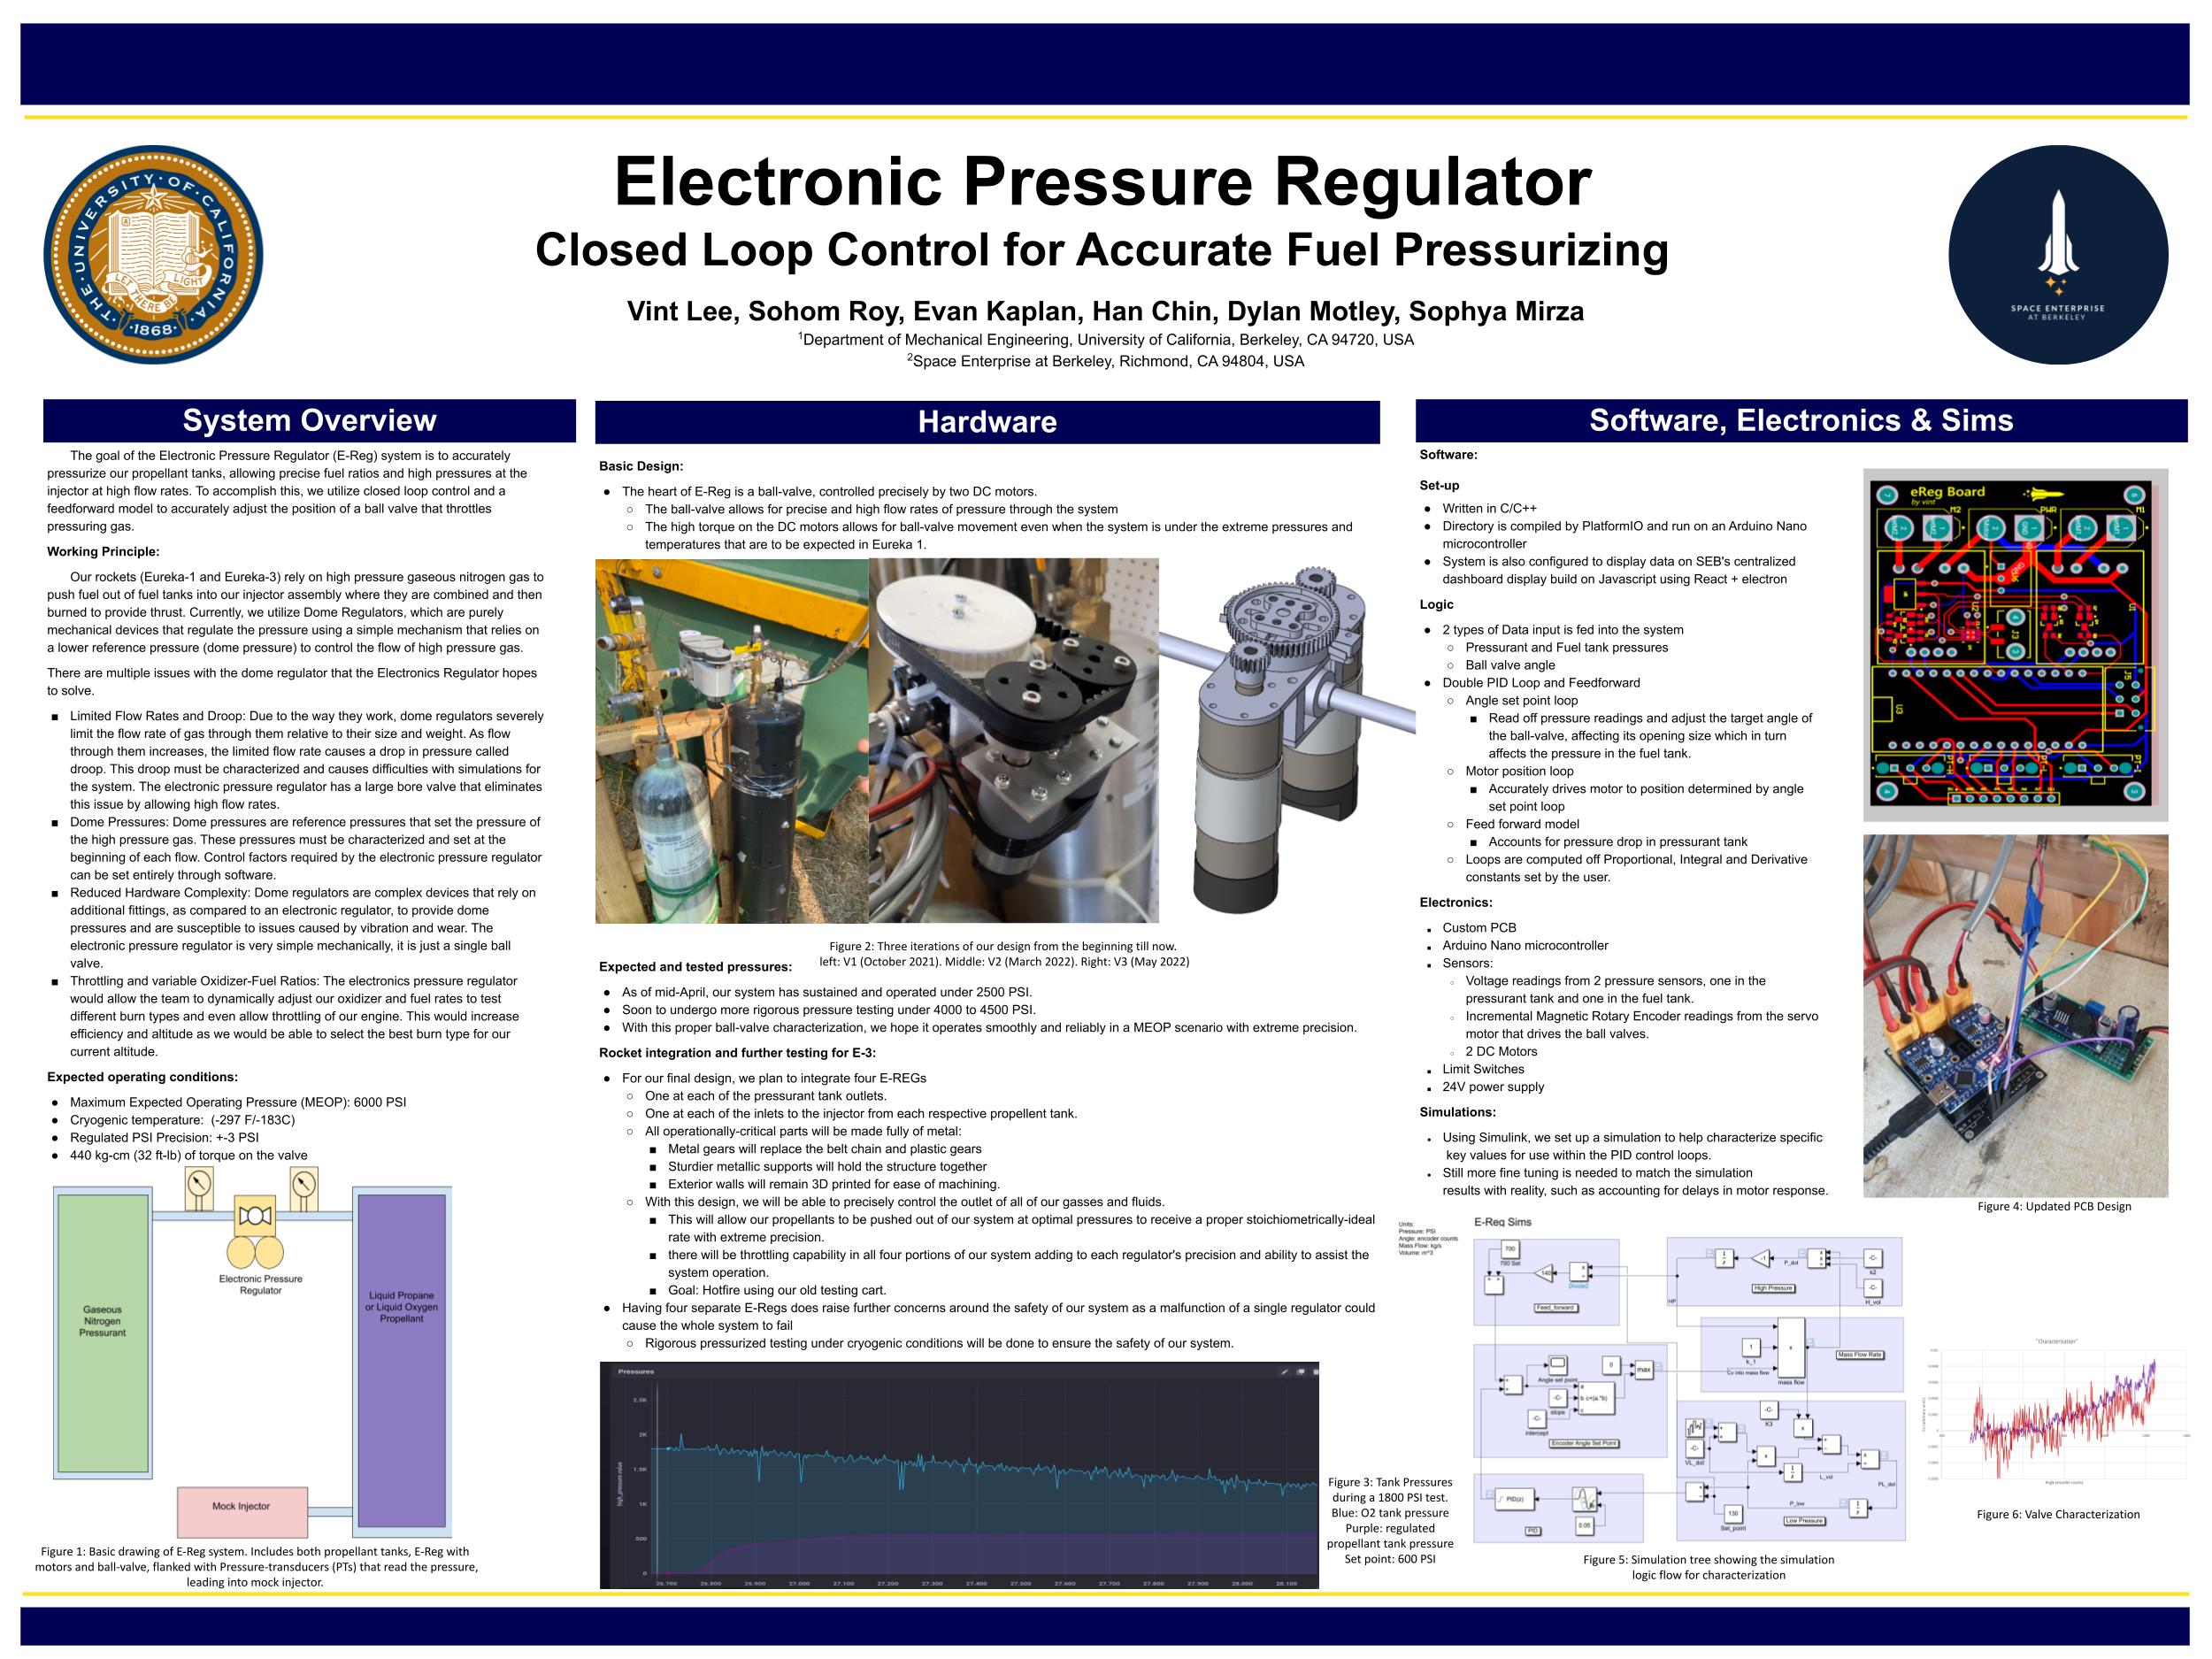 THE · UNIVERSITY · OF · CALIFORNIA
LET THERE BE LIGHT
·1868·
Electronic Pressure Regulator
Closed Loop Control for Accurate Fuel Pressurizing
Vint Lee, Sohom Roy, Evan Kaplan, Han Chin, Dylan Motley, Sophya Mirza
1Department of Mechanical Engineering, University of California, Berkeley, CA 94720, USA
2Space Enterprise at Berkeley, Richmond, CA 94804, USA
SPACE ENTERPRISE
AT BERKELEY
System Overview
The goal of the Electronic Pressure Regulator (E-Reg) system is to accurately
pressurize our propellant tanks, allowing precise fuel ratios and high pressures at the
injector at high flow rates. To accomplish this, we utilize closed loop control and a
feedforward model to accurately adjust the position of a ball valve that throttles
pressuring gas.
Working Principle:
Our rockets (Eureka-1 and Eureka-3) rely on high pressure gaseous nitrogen gas to
push fuel out of fuel tanks into our injector assembly where they are combined and then
burned to provide thrust. Currently, we utilize Dome Regulators, which are purely
mechanical devices that regulate the pressure using a simple mechanism that relies on
a lower reference pressure (dome pressure) to control the flow of high pressure gas.
There are multiple issues with the dome regulator that the Electronics Regulator hopes
to solve.
■ Limited Flow Rates and Droop: Due to the way they work, dome regulators severely
limit the flow rate of gas through them relative to their size and weight. As flow
through them increases, the limited flow rate causes a drop in pressure called
droop. This droop must be characterized and causes difficulties with simulations for
the system. The electronic pressure regulator has a large bore valve that eliminates
this issue by allowing high flow rates.
■ Dome Pressures: Dome pressures are reference pressures that set the pressure of
the high pressure gas. These pressures must be characterized and set at the
beginning of each flow. Control factors required by the electronic pressure regulator
can be set entirely through software.
■ Reduced Hardware Complexity: Dome regulators are complex devices that rely on
additional fittings, as compared to an electronic regulator, to provide dome
pressures and are susceptible to issues caused by vibration and wear. The
electronic pressure regulator is very simple mechanically, it is just a single ball
valve.
■ Throttling and variable Oxidizer-Fuel Ratios: The electronics pressure regulator
would allow the team to dynamically adjust our oxidizer and fuel rates to test
different burn types and even allow throttling of our engine. This would increase
efficiency and altitude as we would be able to select the best burn type for our
current altitude.
Expected operating conditions:
● Maximum Expected Operating Pressure (MEOP): 6000 PSI
● Cryogenic temperature: (-297 F/-183C)
● Regulated PSI Precision: +-3 PSI
● 440 kg-cm (32 ft-lb) of torque on the valve
Electronic Pressure
Regulator
Gaseous
Nitrogen
Pressurant
Liquid Propane
or Liquid Oxygen
Propellant
Mock Injector
Figure 1: Basic drawing of E-Reg system. Includes both propellant tanks, E-Reg with
motors and ball-valve, flanked with Pressure-transducers (PTs) that read the pressure,
leading into mock injector.
Hardware
Basic Design:
● The heart of E-Reg is a ball-valve, controlled precisely by two DC motors.
○ The ball-valve allows for precise and high flow rates of pressure through the system
○ The high torque on the DC motors allows for ball-valve movement even when the system is under the extreme pressures and
temperatures that are to be expected in Eureka 1.
Figure 2: Three iterations of our design from the beginning till now.
left: V1 (October 2021). Middle: V2 (March 2022). Right: V3 (May 2022)
Expected and tested pressures:
● As of mid-April, our system has sustained and operated under 2500 PSI.
● Soon to undergo more rigorous pressure testing under 4000 to 4500 PSI.
● With this proper ball-valve characterization, we hope it operates smoothly and reliably in a MEOP scenario with extreme precision.
Rocket integration and further testing for E-3:
● For our final design, we plan to integrate four E-REGs
○ One at each of the pressurant tank outlets.
○ One at each of the inlets to the injector from each respective propellent tank.
○ All operationally-critical parts will be made fully of metal:
■ Metal gears will replace the belt chain and plastic gears
■ Sturdier metallic supports will hold the structure together
■ Exterior walls will remain 3D printed for ease of machining.
○ With this design, we will be able to precisely control the outlet of all of our gasses and fluids.
■ This will allow our propellants to be pushed out of our system at optimal pressures to receive a proper stoichiometrically-ideal
rate with extreme precision.
■ there will be throttling capability in all four portions of our system adding to each regulator's precision and ability to assist the
system operation.
■ Goal: Hotfire using our old testing cart.
● Having four separate E-Regs does raise further concerns around the safety of our system as a malfunction of a single regulator could
cause the whole system to fail
○ Rigorous pressurized testing under cryogenic conditions will be done to ensure the safety of our system.
Pressures
high_pressure.value
2.5K
2K
1.5K
1K
500
0
26.700 26.800 26.900 27.000 27.100 27.200 27.300 27.400 27.500 27.600 27.700 27.800 27.900 28.000 28.100
Figure 3: Tank Pressures
during a 1800 PSI test.
Blue: O2 tank pressure
Purple: regulated
propellant tank pressure
Set point: 600 PSI
Software, Electronics & Sims
Software:
Set-up
● Written in C/C++
● Directory is compiled by PlatformIO and run on an Arduino Nano
microcontroller
● System is also configured to display data on SEB's centralized
dashboard display build on Javascript using React + electron
Logic
● 2 types of Data input is fed into the system
○ Pressurant and Fuel tank pressures
○ Ball valve angle
● Double PID Loop and Feedforward
○ Angle set point loop
■ Read off pressure readings and adjust the target angle of
the ball-valve, affecting its opening size which in turn
affects the pressure in the fuel tank.
○ Motor position loop
■ Accurately drives motor to position determined by angle
set point loop
○ Feed forward model
■ Accounts for pressure drop in pressurant tank
○ Loops are computed off Proportional, Integral and Derivative
constants set by the user.
Electronics:
▪ Custom PCB
▪ Arduino Nano microcontroller
▪ Sensors:
○ Voltage readings from 2 pressure sensors, one in the
pressurant tank and one in the fuel tank.
○ Incremental Magnetic Rotary Encoder readings from the servo
motor that drives the ball valves.
○ 2 DC Motors
▪ Limit Switches
▪ 24V power supply
Simulations:
• Using Simulink, we set up a simulation to help characterize specific
key values for use within the PID control loops.
• Still more fine tuning is needed to match the simulation
results with reality, such as accounting for delays in motor response.
eReg Board
by vint
M2
PWR
M1
U3
U1
J3
J5
7
6
4
3
Figure 4: Updated PCB Design
Units:
Pressure: PSI
Angle: encoder counts
Mass Flow: kg/s
Volume: m^3
E-Reg Sims
700
700 Set
140
Divide2
Feed_forward
HP
-1
P_dot
-C-
k2
-C-
H_vol
High Pressure
1
k_1
C+ into mass flow
mass flow
Mass Flow Rate
Angle set point
-C-
slope
-C-
intercept
b c+(a.*b)
0
max
Encoder Angle Set Point
-C-
K3
-C-
VL_dot
L_vol
PL_dot
P_low
130
Set_point
Low Pressure
PID(z)
0.05
PID
Figure 5: Simulation tree showing the simulation
logic flow for characterization
"Characterization"
Angle (encoder counts)
Figure 6: Valve Characterization